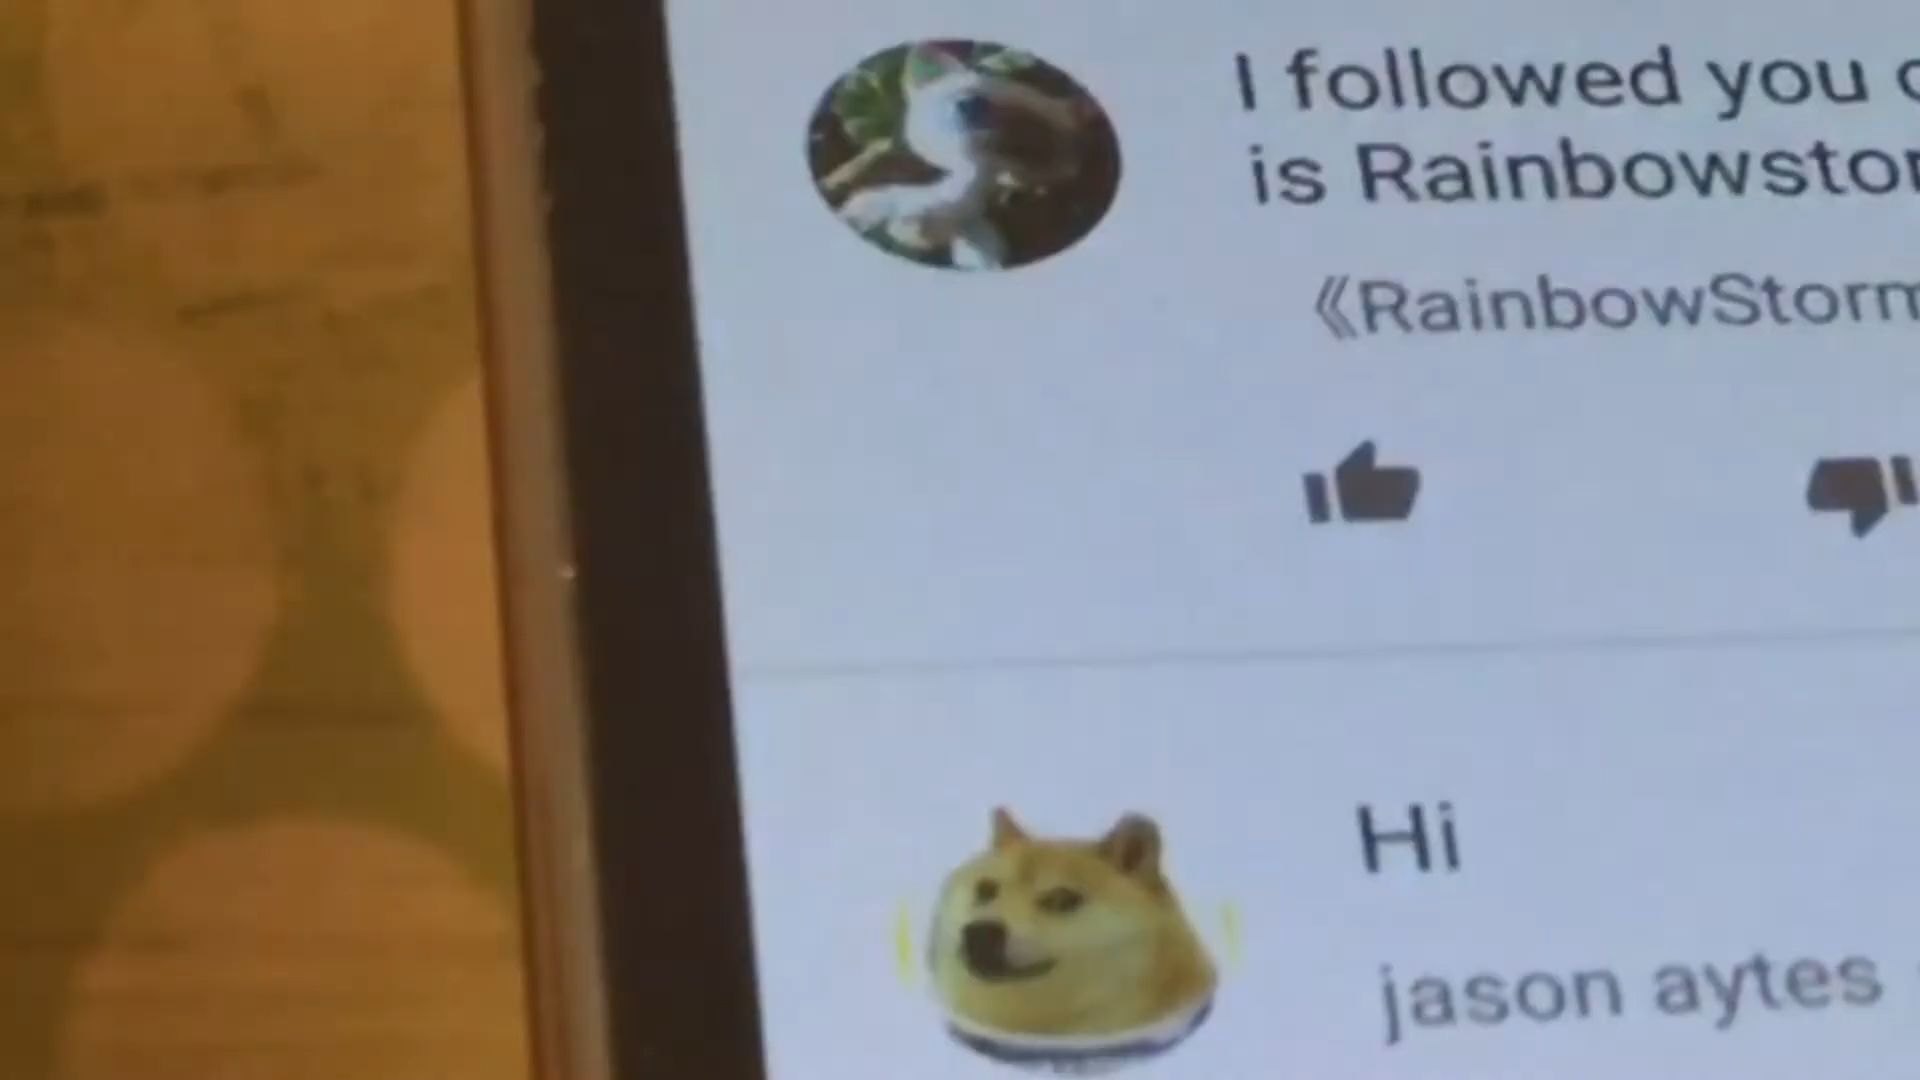 I followed you
is Rainbowstor
《RainbowStorm
Hi
jason aytes